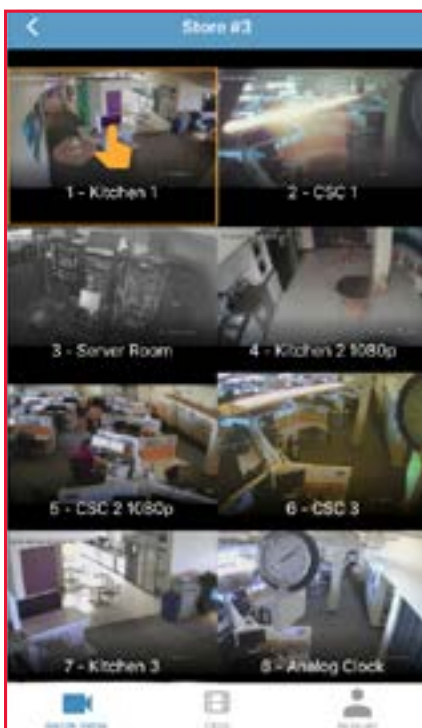 Store #3
1 - Kitchen 1
2 - CSC 1
3 - Server Room
4 - Kitchen 2 1080p
5 - CSC 2 1080p
6 - CSC 3
7 - Kitchen 3
8 - Analog Clock